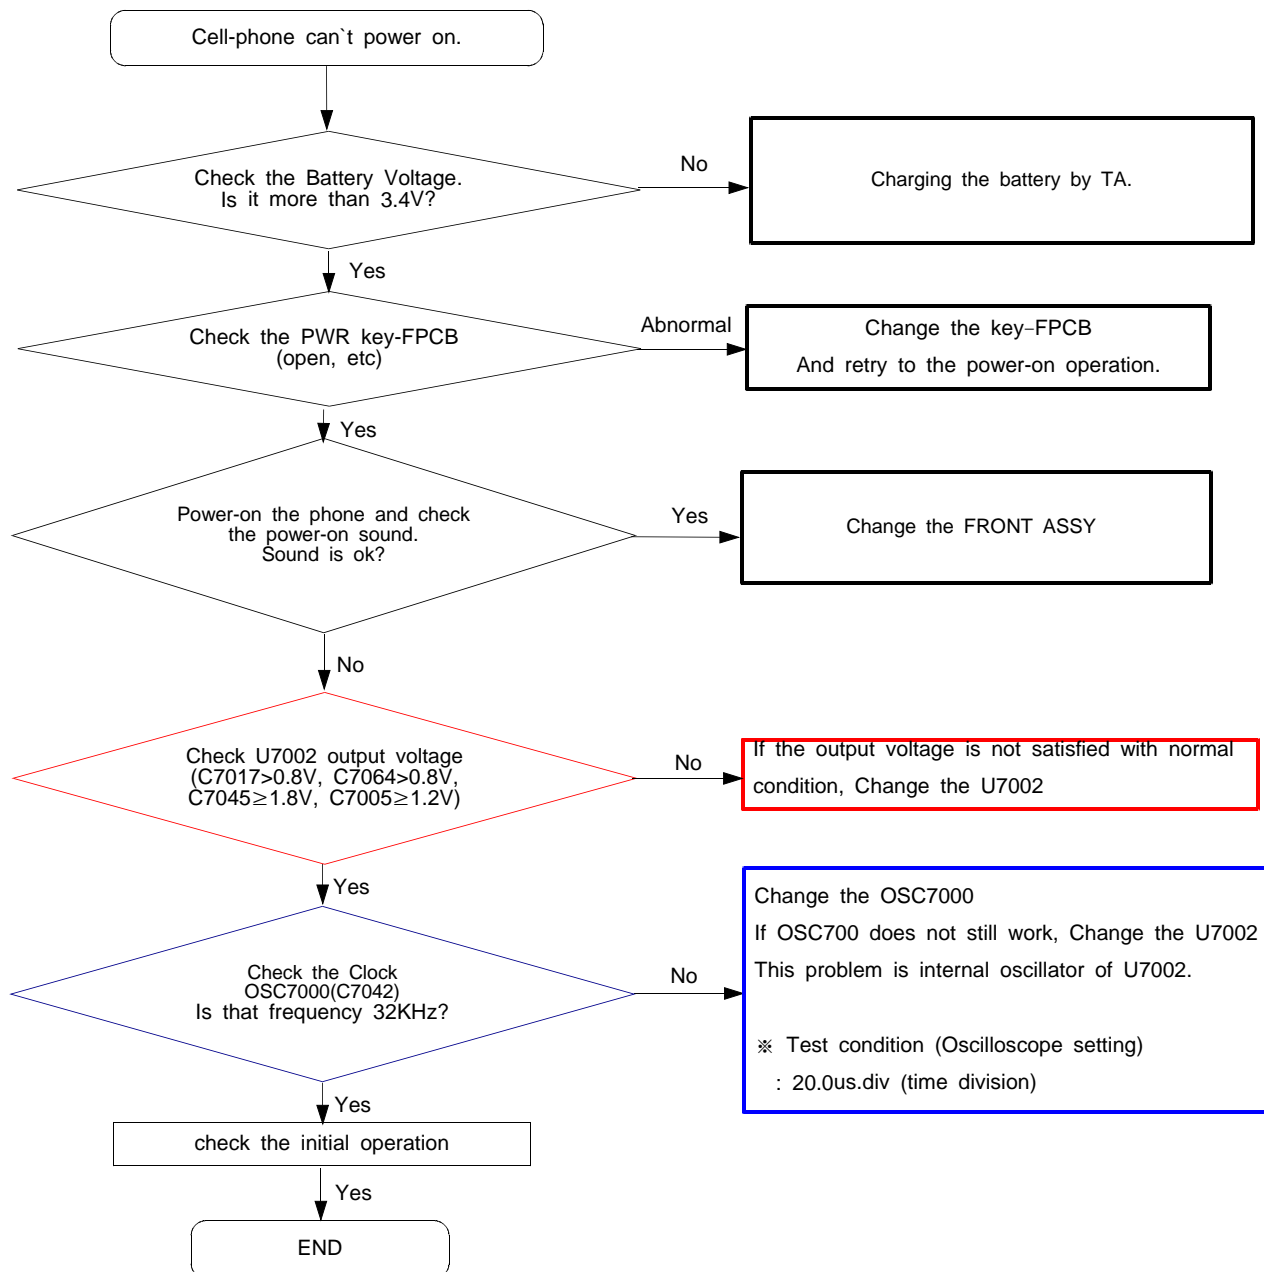 Cell-phone can`t power on.
Check the Battery Voltage.
Is it more than 3.4V?
No
Charging the battery by TA.
Yes
Check the PWR key-FPCB
(open, etc)
Abnormal
Change the key-FPCB
And retry to the power-on operation.
Yes
Power-on the phone and check
the power-on sound.
Sound is ok?
Yes
Change the FRONT ASSY
No
Check U7002 output voltage
(C7017>0.8V, C7064>0.8V,
C7045≥1.8V, C7005≥1.2V)
No
If the output voltage is not satisfied with normal
condition, Change the U7002
Yes
Check the Clock
OSC7000(C7042)
Is that frequency 32KHz?
No
Change the OSC7000
If OSC700 does not still work, Change the U7002
This problem is internal oscillator of U7002.
※ Test condition (Oscilloscope setting)
: 20.0us.div (time division)
Yes
check the initial operation
Yes
END